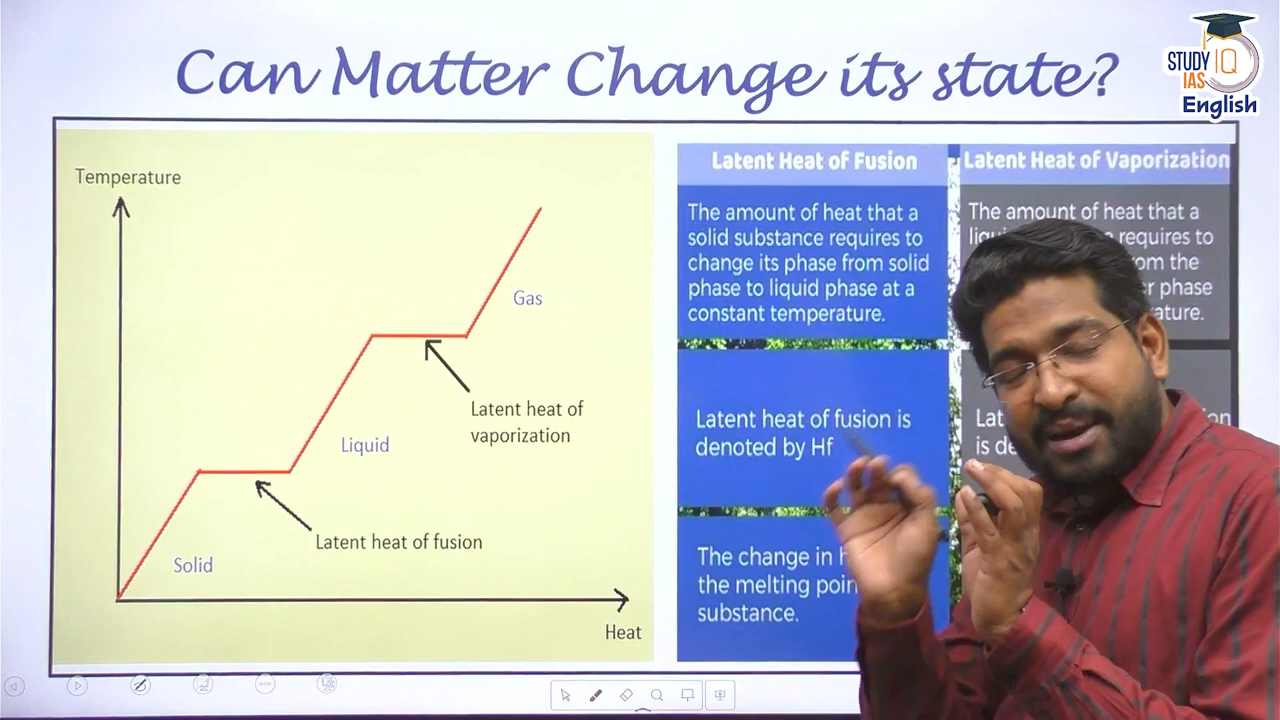 Can Matter Change its state?
STUDY IQ
IAS
English
Temperature
Gas
Latent heat of
vaporization
Liquid
Latent heat of fusion
Solid
Heat
Latent Heat of Fusion
The amount of heat that a
solid substance requires to
change its phase from solid
phase to liquid phase at a
constant temperature.
Latent heat of fusion is
denoted by Hf
The change in
the melting
substance.
Latent Heat of Vaporization
The amount of heat that a
requires to
the
phase